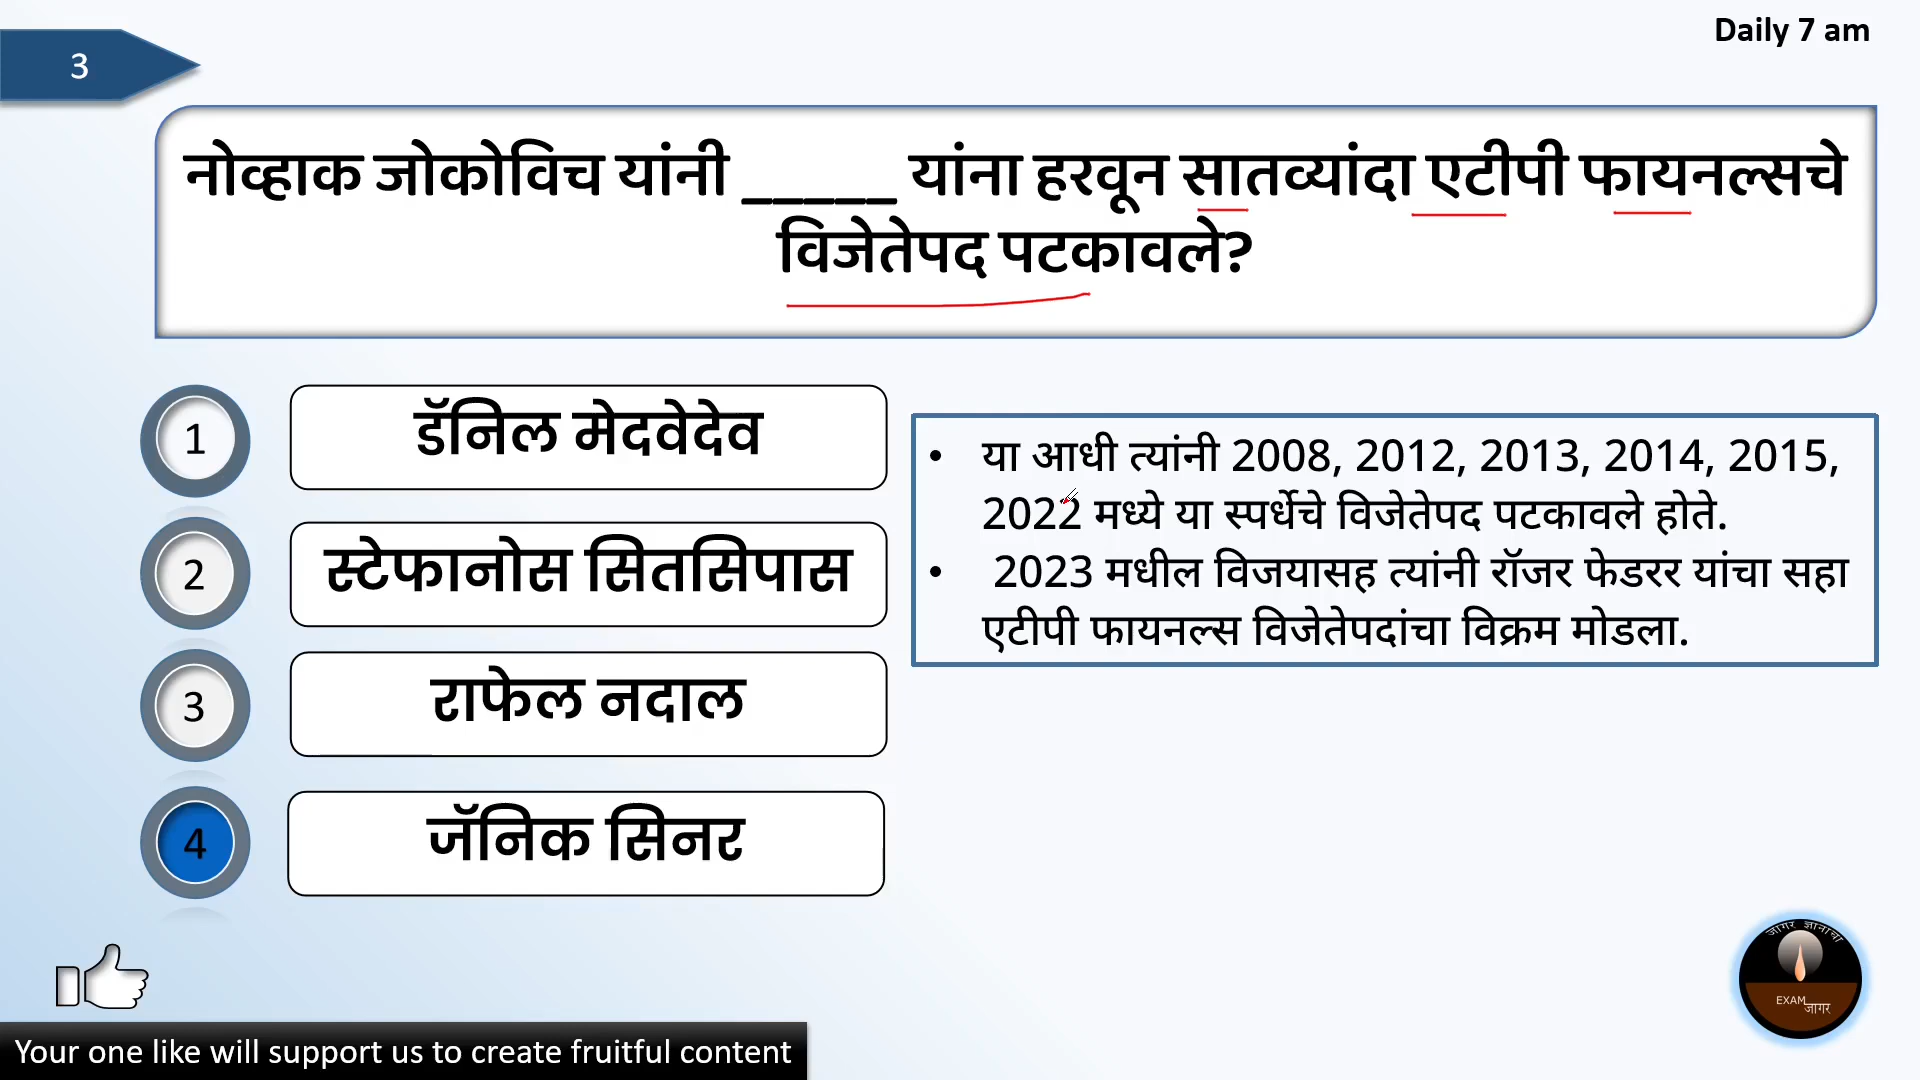 Daily 7 am
3
नोव्हाक जोकोविच यांनी _____ यांना हरवून सातव्यांदा एटीपी फायनल्सचे
विजेतेपद पटकावले?
1
डॅनिल मेदवेदेव
2
स्टेफानोस सितसिपास
3
राफेल नदाल
4
जॅनिक सिनर
• या आधी त्यांनी 2008, 2012, 2013, 2014, 2015,
2022 मध्ये या स्पर्धेचे विजेतेपद पटकावले होते.
• 2023 मधील विजयासह त्यांनी रॉजर फेडरर यांचा सहा
एटीपी फायनल्स विजेतेपदांचा विक्रम मोडला.
जागर ज्ञानाचा
EXAM
जागर
Your one like will support us to create fruitful content